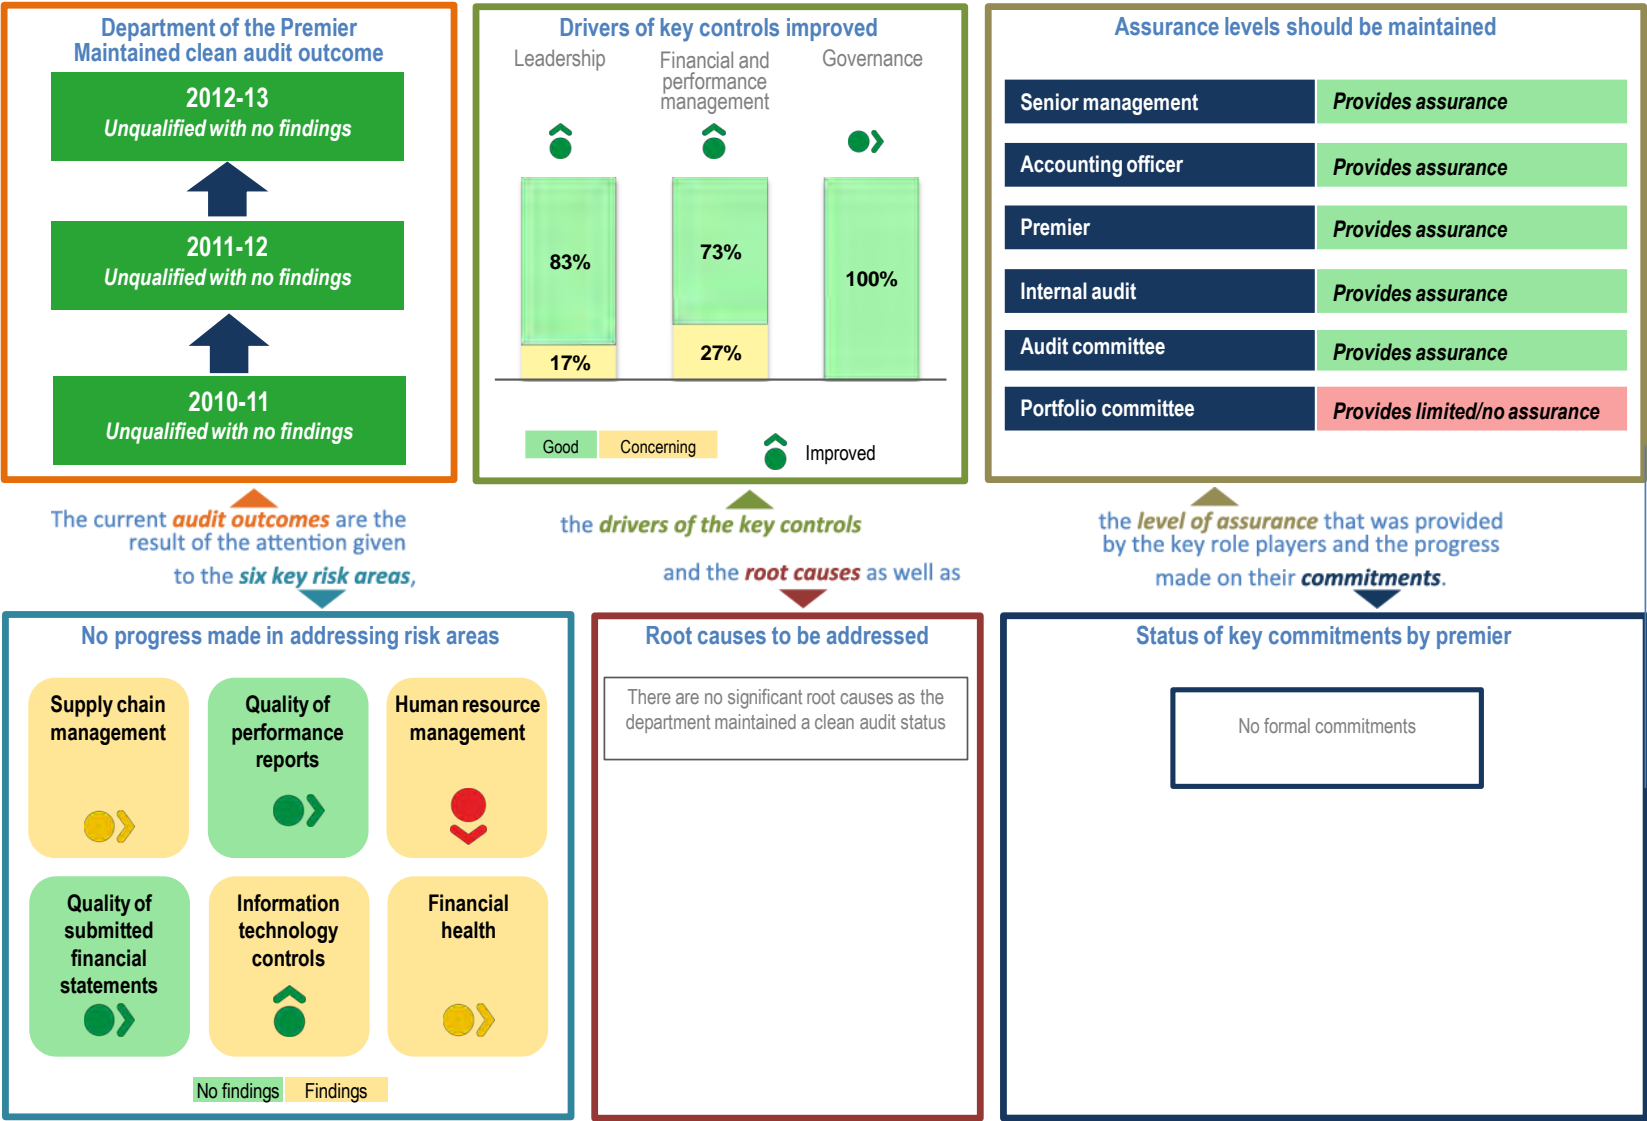 Department of the Premier
Maintained clean audit outcome
2012-13
Unqualified with no findings
2011-12
Unqualified with no findings
2010-11
Unqualified with no findings
Drivers of key controls improved
Leadership
Financial and
performance
management
Governance
83%
17%
73%
27%
100%
Good
Concerning
Improved
Assurance levels should be maintained
Senior management
Provides assurance
Accounting officer
Provides assurance
Premier
Provides assurance
Internal audit
Provides assurance
Audit committee
Provides assurance
Portfolio committee
Provides limited/no assurance
The current audit outcomes are the
result of the attention given
to the six key risk areas,
the drivers of the key controls
and the root causes as well as
the level of assurance that was provided
by the key role players and the progress
made on their commitments.
No progress made in addressing risk areas
Supply chain
management
Quality of
performance
reports
Human resource
management
Quality of
submitted
financial
statements
Information
technology
controls
Financial
health
No findings
Findings
Root causes to be addressed
There are no significant root causes as the
department maintained a clean audit status
Status of key commitments by premier
No formal commitments